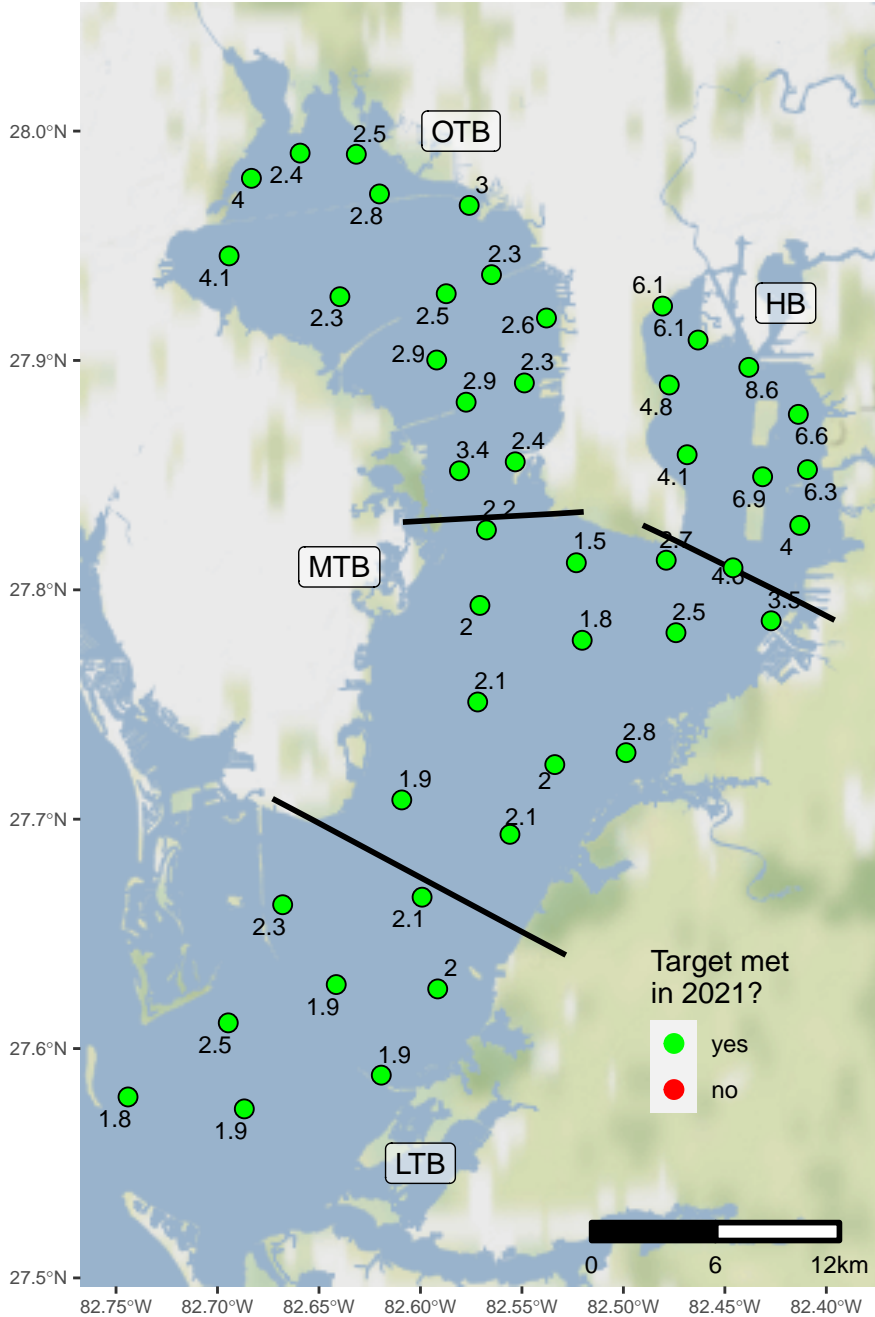 OTB
2.5
28.0°N
2.4
4
2.8
3
4.1
2.3
2.3
2.5
2.6
6.1
HB
6.1
27.9°N
2.9
2.3
8.6
2.9
4.8
6.6
3.4
2.4
4.1
6.9
6.3
2.2
4
MTB
1.5
2.7
27.8°N
4.6
3.5
2
1.8
2.5
2.1
2.8
2
1.9
27.7°N
2.1
2.3
2.1
Target met
in 2021?
2
1.9
2.5
yes
27.6°N
1.9
no
1.8
1.9
LTB
0
6
12km
27.5°N
82.75°W
82.70°W
82.65°W
82.60°W
82.55°W
82.50°W
82.45°W
82.40°W